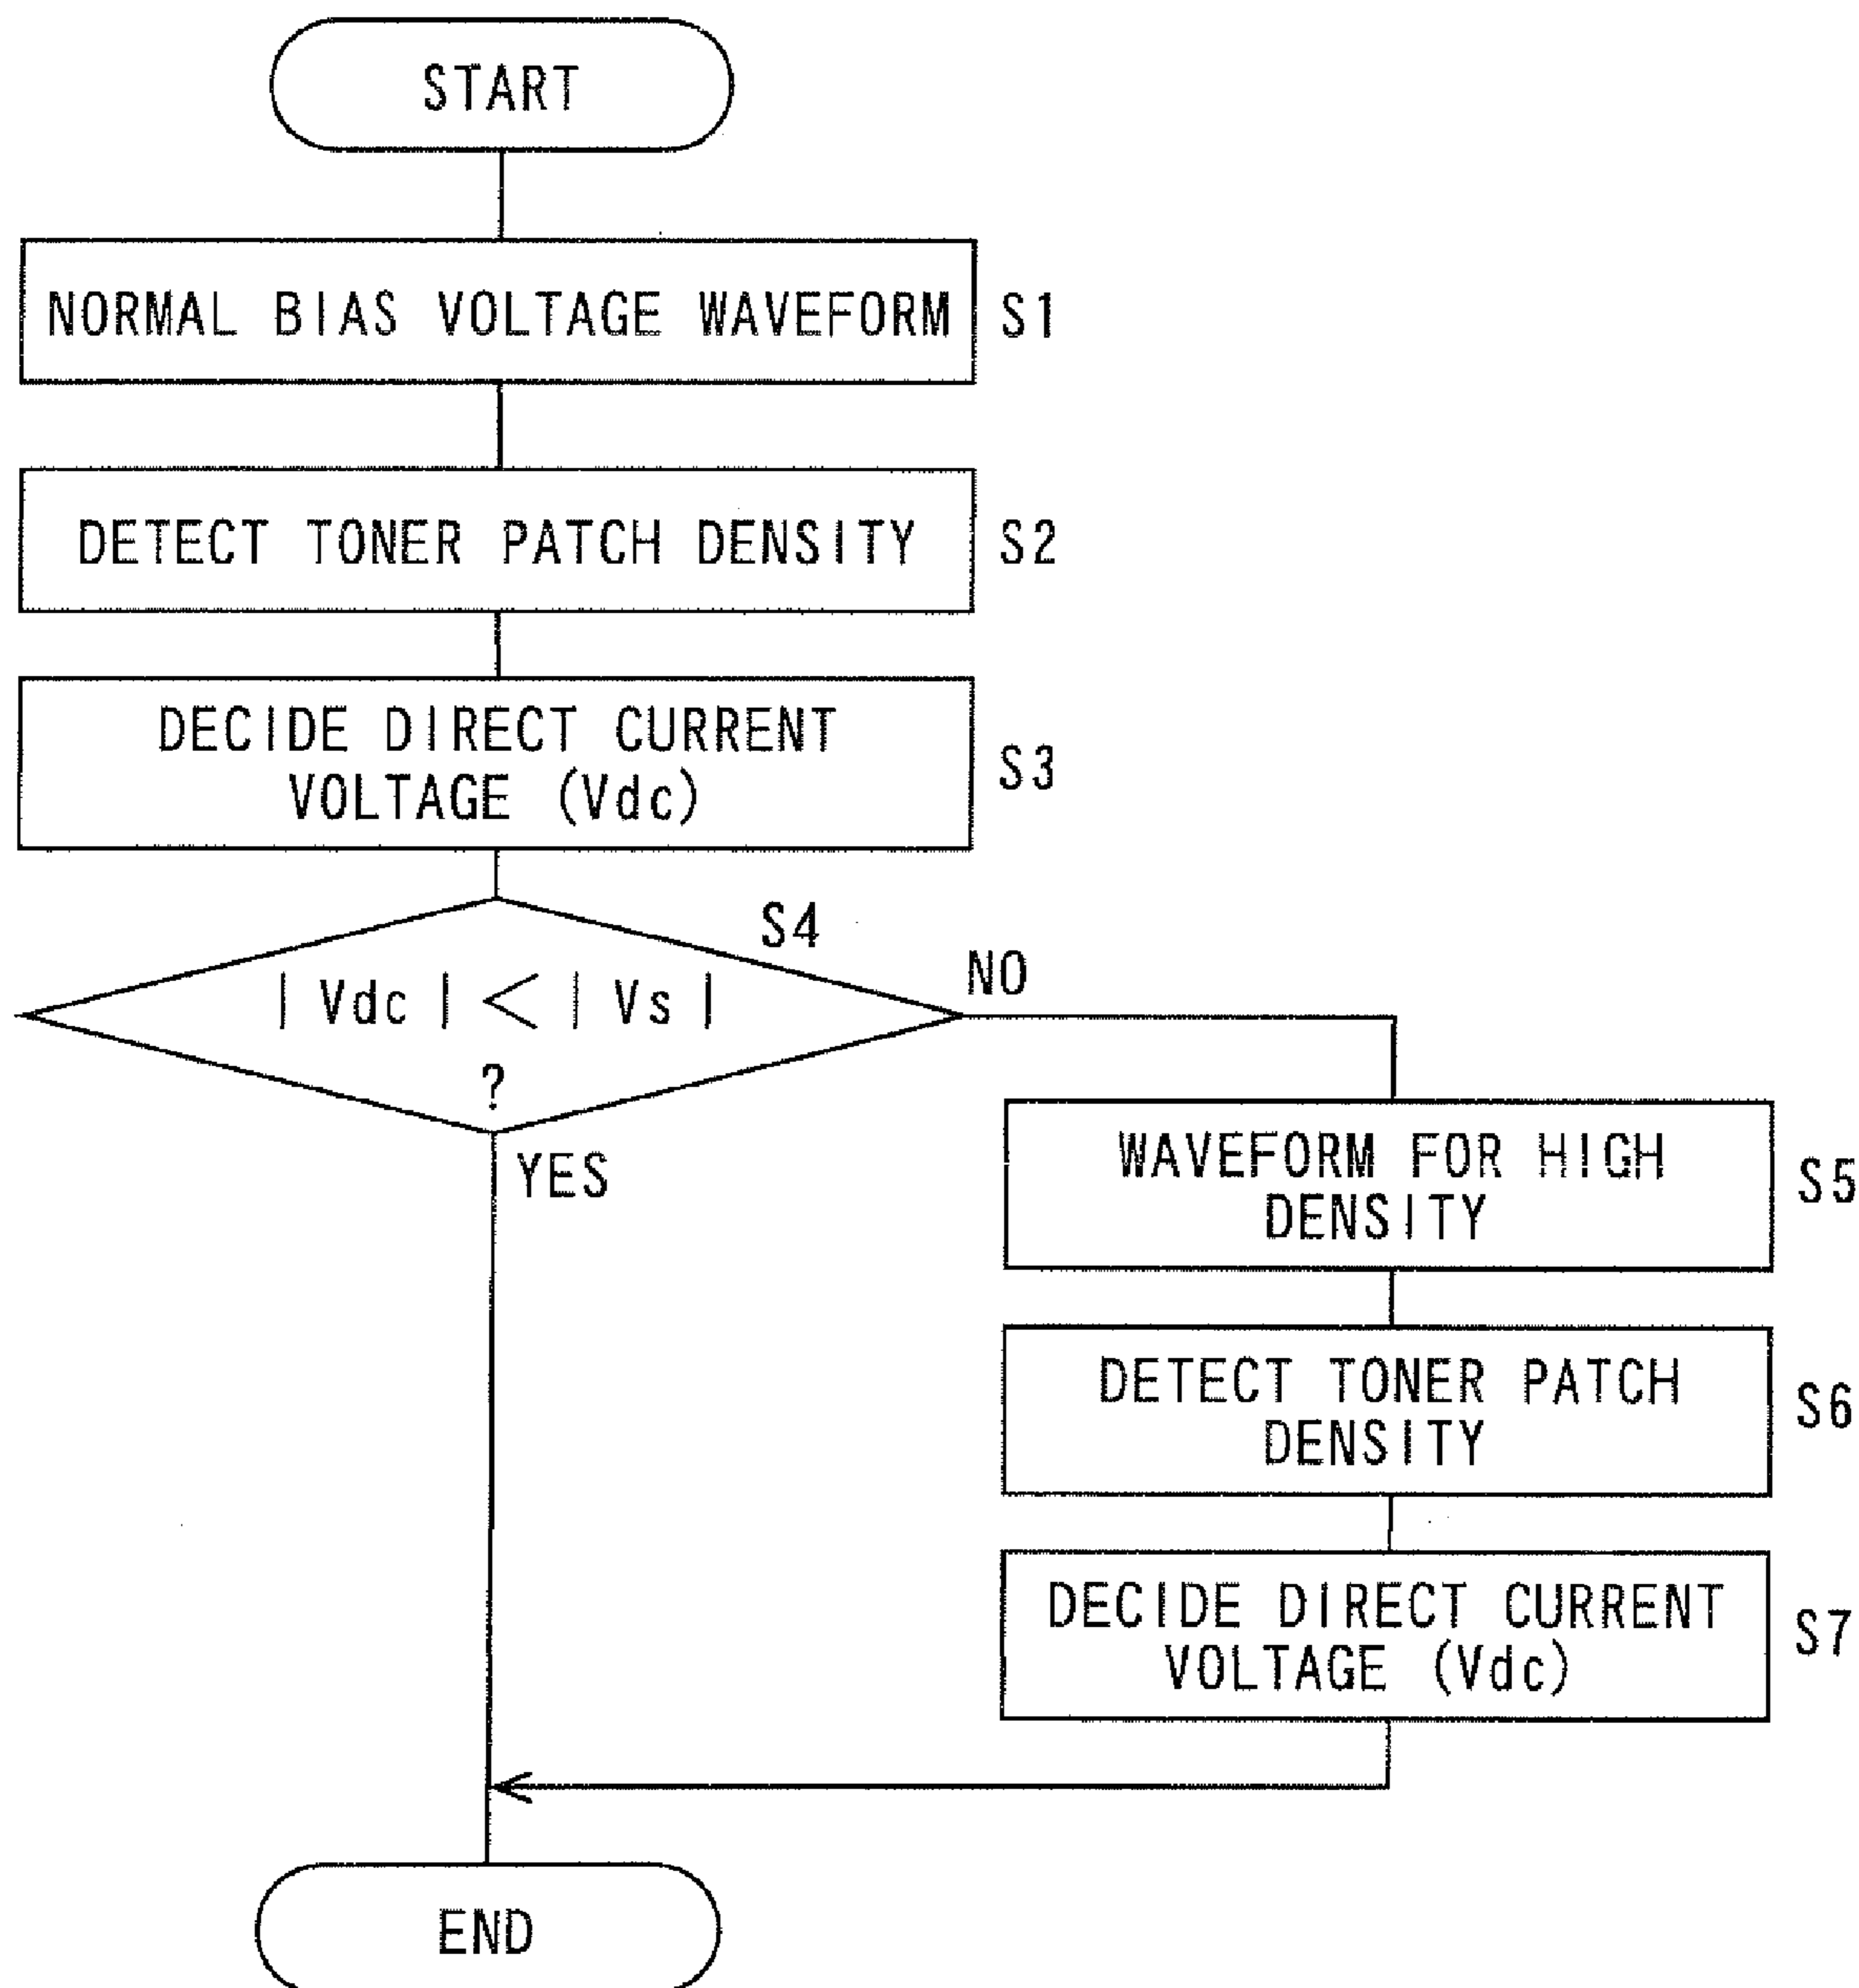 START
NORMAL BIAS VOLTAGE WAVEFORM
S1
DETECT TONER PATCH DENSITY
S2
DECIDE DIRECT CURRENT
VOLTAGE (Vdc)
S3
S4
| Vdc | < | Vs |
?
NO
YES
WAVEFORM FOR HIGH
DENSITY
S5
DETECT TONER PATCH
DENSITY
S6
DECIDE DIRECT CURRENT
VOLTAGE (Vdc)
S7
END